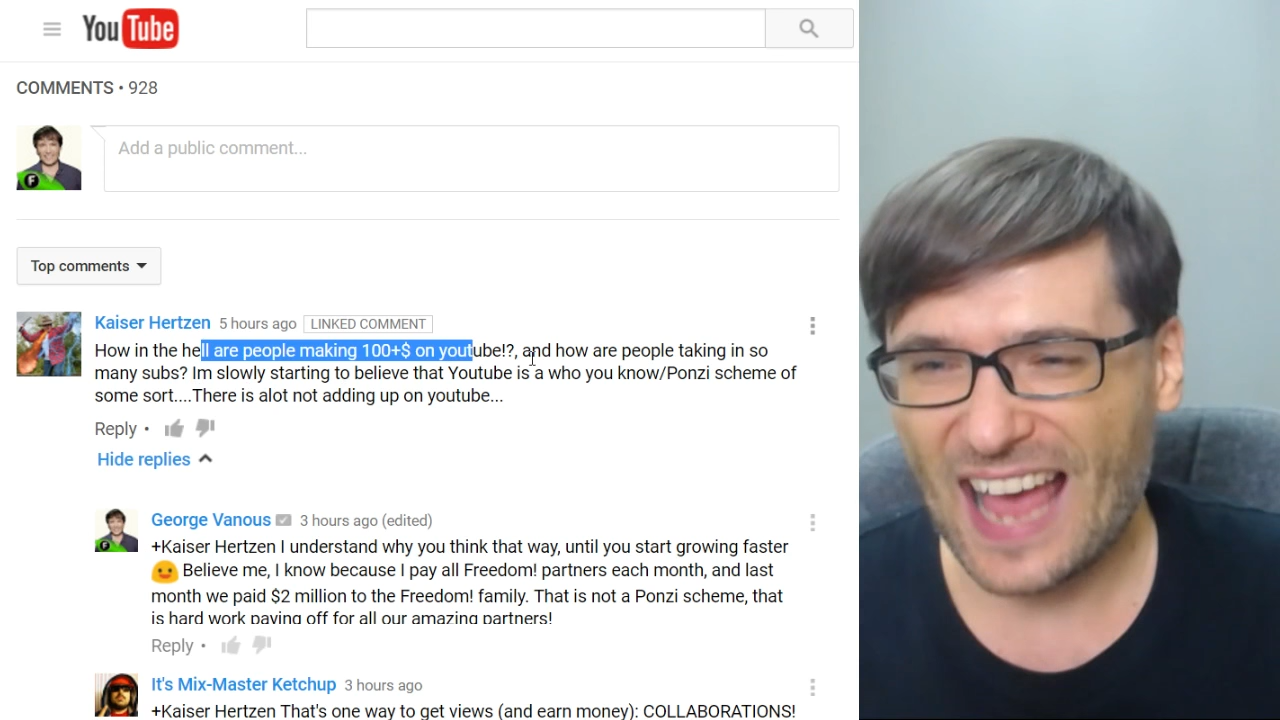 YouTube
COMMENTS • 928
Add a public comment...
Top comments
Kaiser Hertzen 5 hours ago LINKED COMMENT
How in the hell are people making 100+$ on youtube!?, and how are people taking in so
many subs? Im slowly starting to believe that Youtube is a who you know/Ponzi scheme of
some sort....There is alot not adding up on youtube...
Reply •
Hide replies
George Vanous 3 hours ago (edited)
+Kaiser Hertzen I understand why you think that way, until you start growing faster
Believe me, I know because I pay all Freedom! partners each month, and last
month we paid $2 million to the Freedom! family. That is not a Ponzi scheme, that
is hard work paying off for all our amazing partners!
Reply •
It's Mix-Master Ketchup 3 hours ago
+Kaiser Hertzen That's one way to get views (and earn money): COLLABORATIONS!